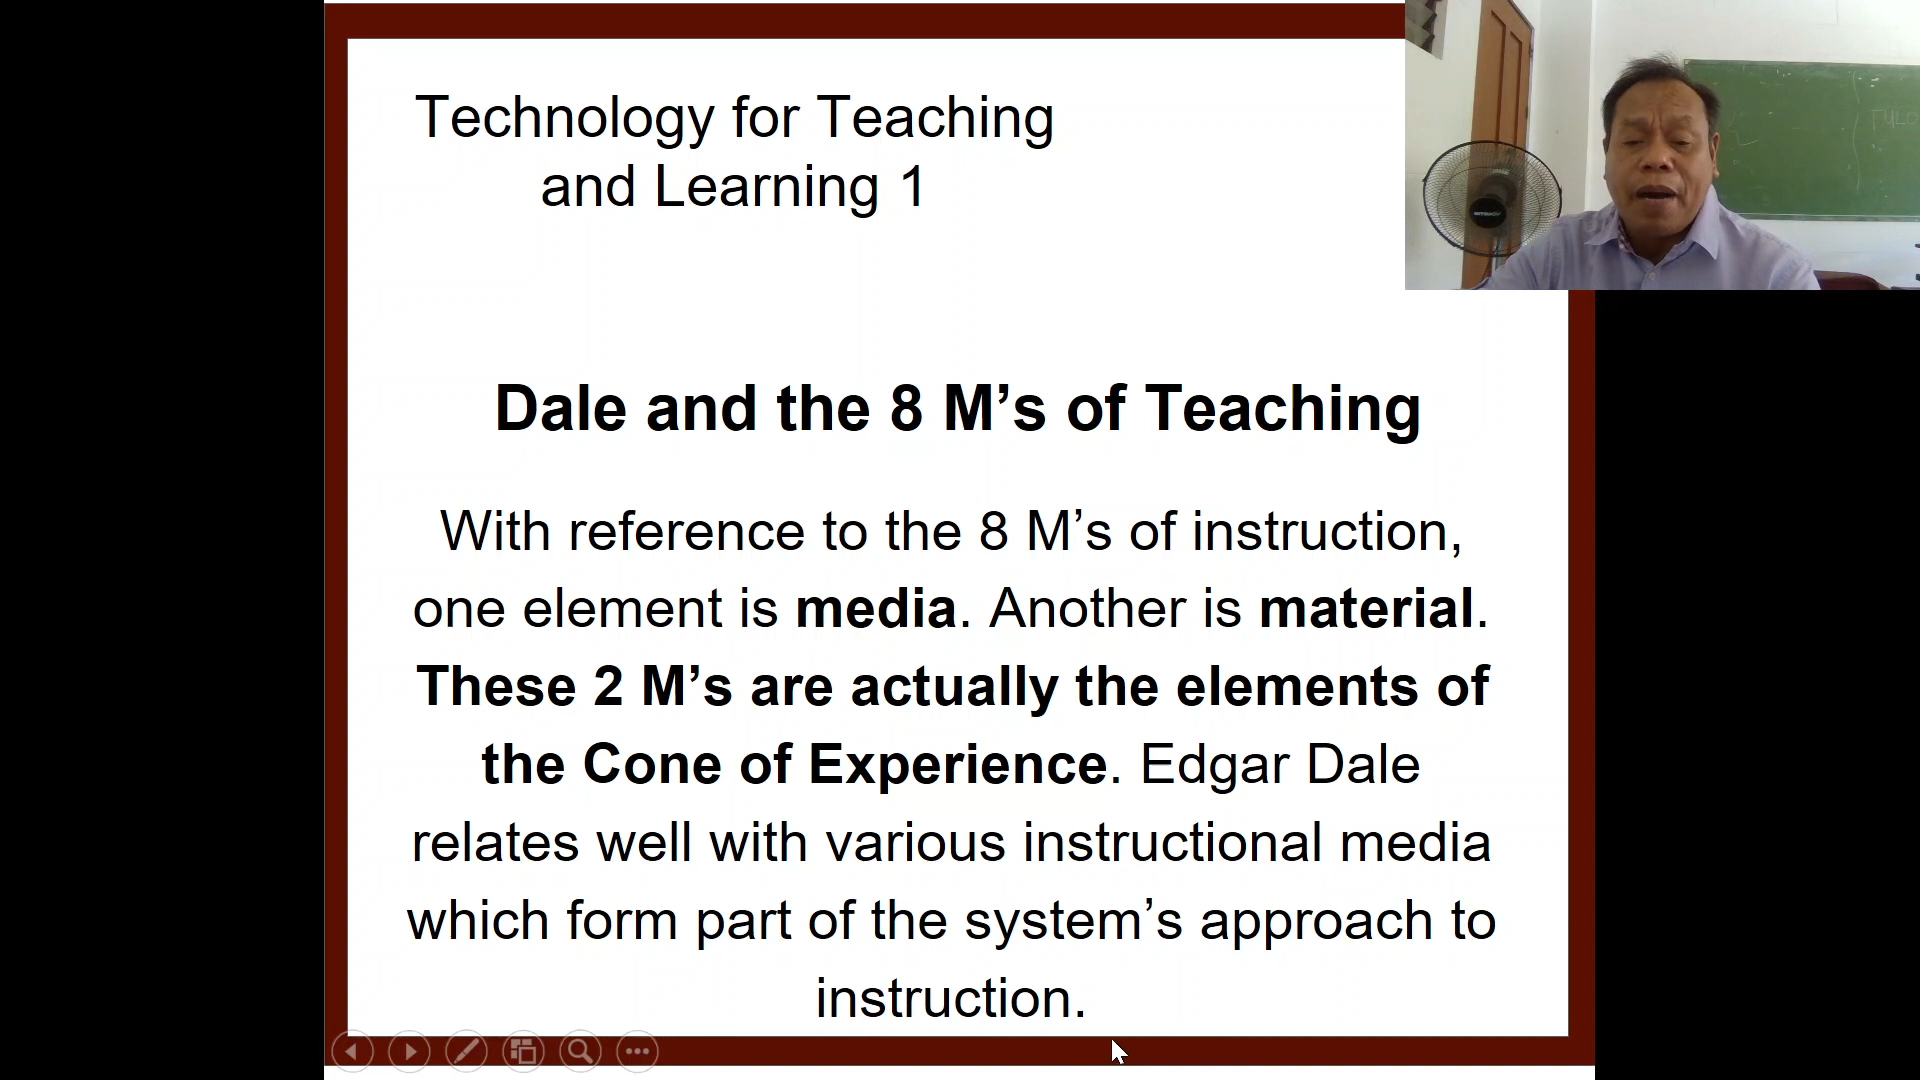 Technology for Teaching
and Learning 1
Dale and the 8 M’s of Teaching
With reference to the 8 M’s of instruction,
one element is media. Another is material.
These 2 M’s are actually the elements of
the Cone of Experience. Edgar Dale
relates well with various instructional media
which form part of the system’s approach to
instruction.